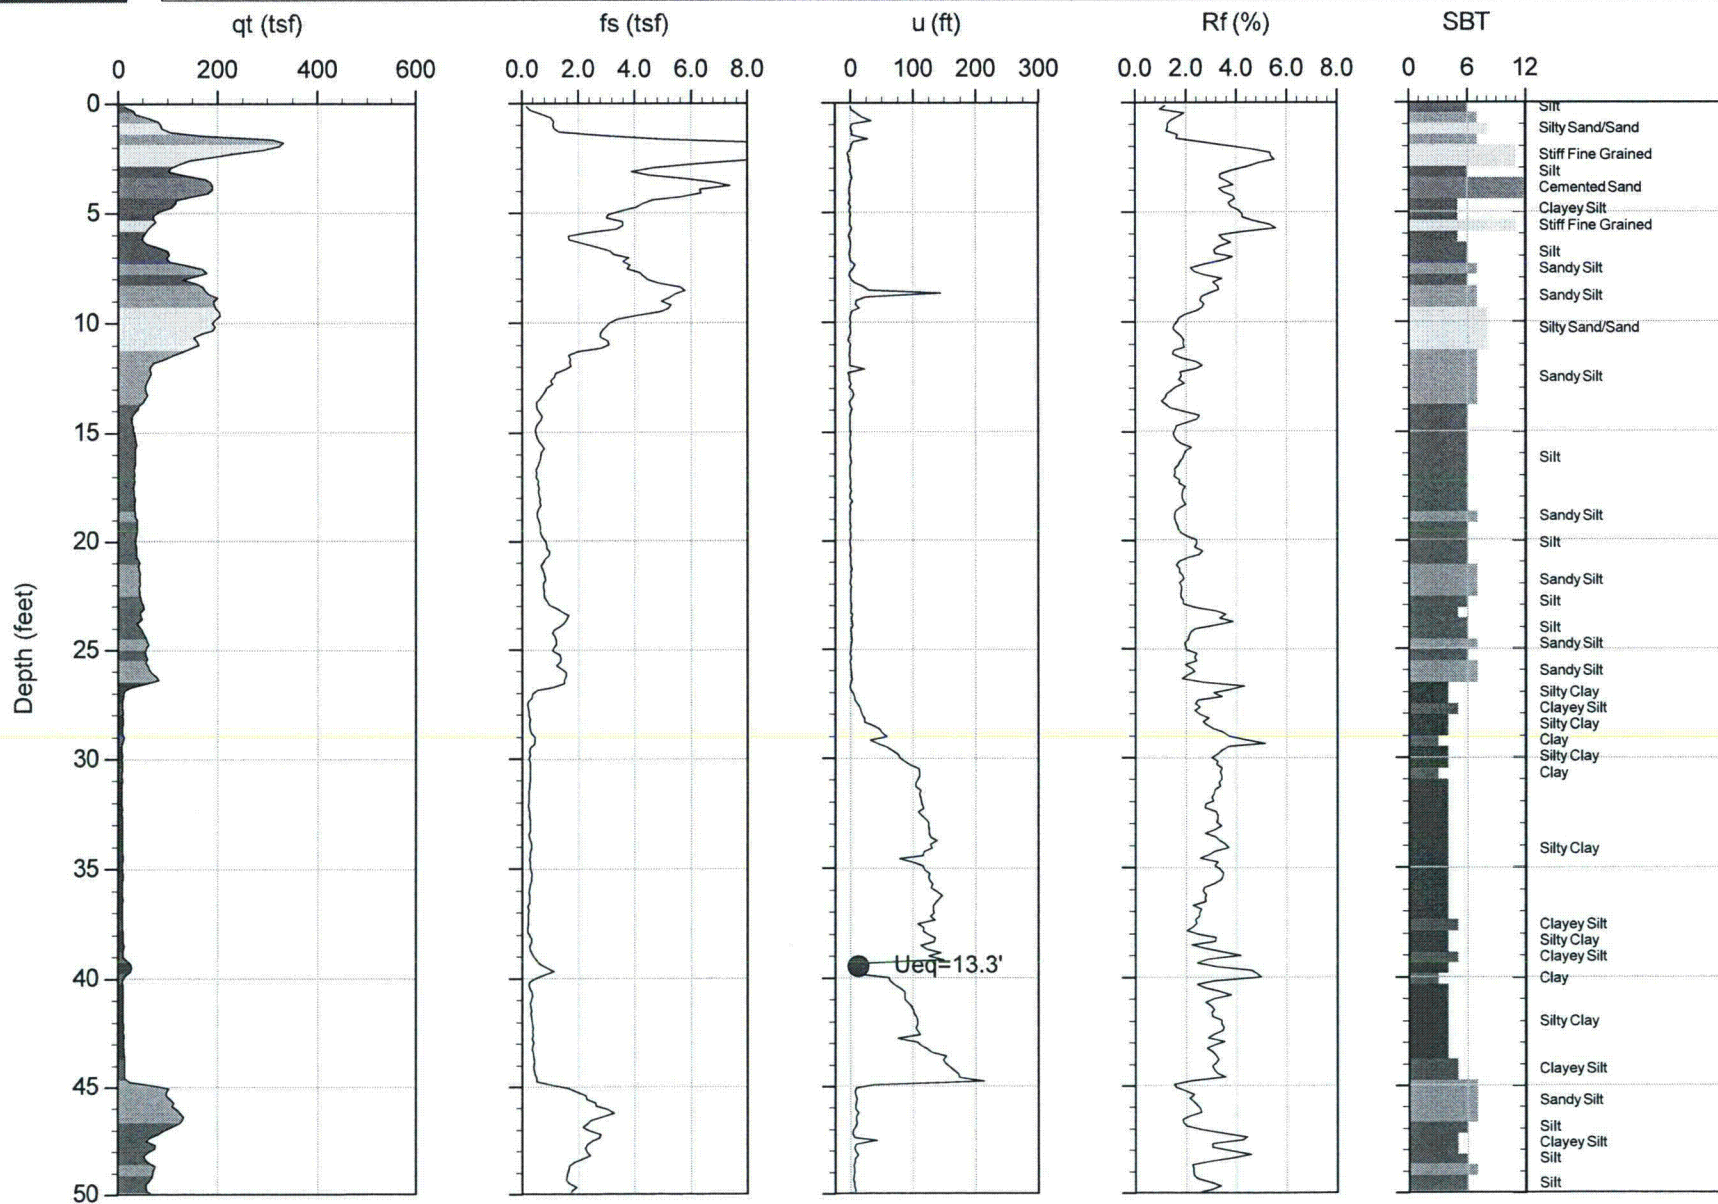 qt (tsf) fs (tsf) u (ft) Rf (%) SBT
0 200 400 600 0.0 2.0 4.0 6.0 8.0 0 100 200 300 0.0 2.0 4.0 6.0 8.0 0 6 12
0
Silt
Silty Sand/Sand
Stiff Fine Grained
Silt
Cemented Sand
Clayey Silt
5
Stiff Fine Grained
Silt
Sandy Silt
Sandy Silt
10
Silty Sand/Sand
Sandy Silt
15
Silt
Sandy Silt
20
Silt
Sandy Silt
Silt
Silt
Sandy Silt
25
Sandy Silt
Silty Clay
Clayey Silt
Silty Clay
Clay
Silty Clay
30
Clay
Silty Clay
35
Clayey Silt
Silty Clay
Clayey Silt
Ueq=13.3'
Clay
40
Silty Clay
Clayey Silt
45
Sandy Silt
Silt
Clayey Silt
Silt
Silt
50
Depth (feet)